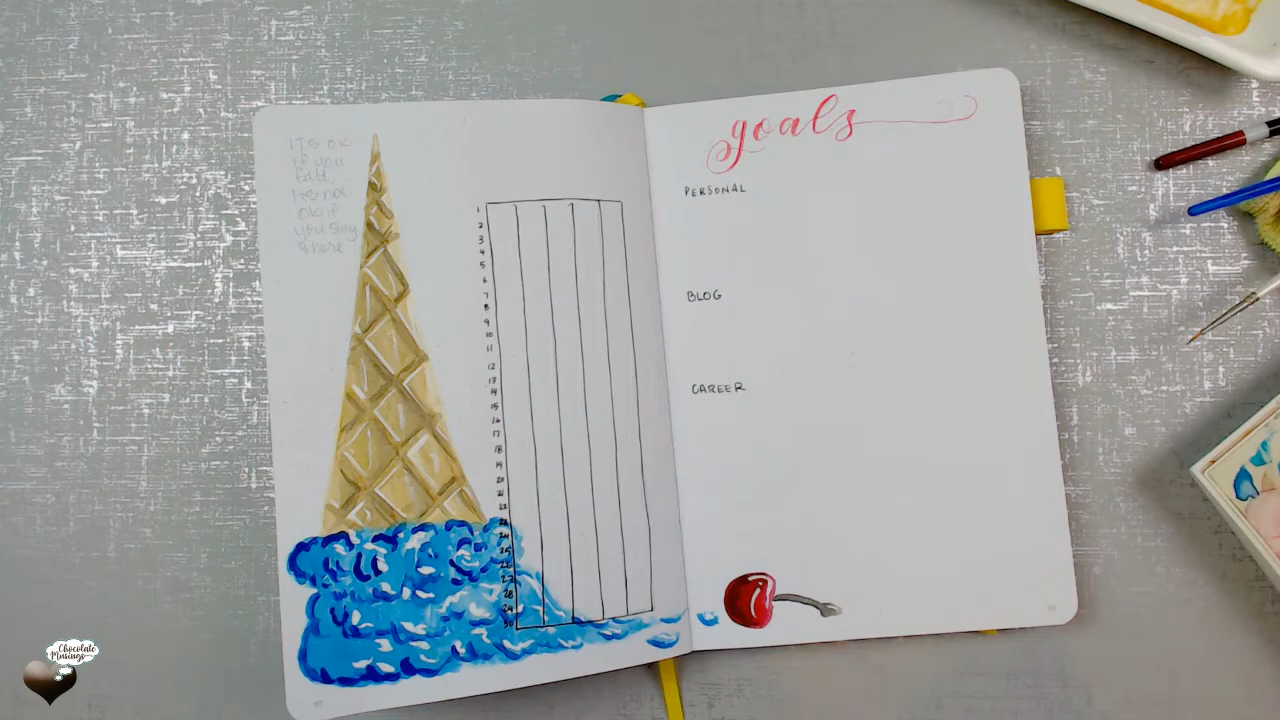 ITS OK
If you
fall,
its not
ok if
you stay
there
1
2
3
4
5
6
7
8
9
10
11
12
13
14
15
16
17
18
19
20
21
22
23
24
25
27
28
29
30
goals
PERSONAL
BLOG
CAREER
Chocolate
Musings